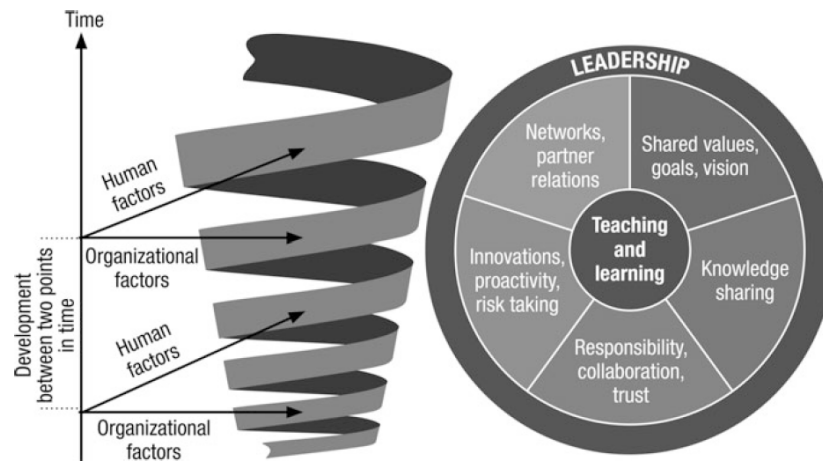 Time
Human
factors
Organizational
factors
Development
between two points
in time
Human
factors
Organizational
factors
LEADERSHIP
Networks,
partner
relations
Shared values,
goals, vision
Teaching
and
learning
Innovations,
proactivity,
risk taking
Knowledge
sharing
Responsibility,
collaboration,
trust